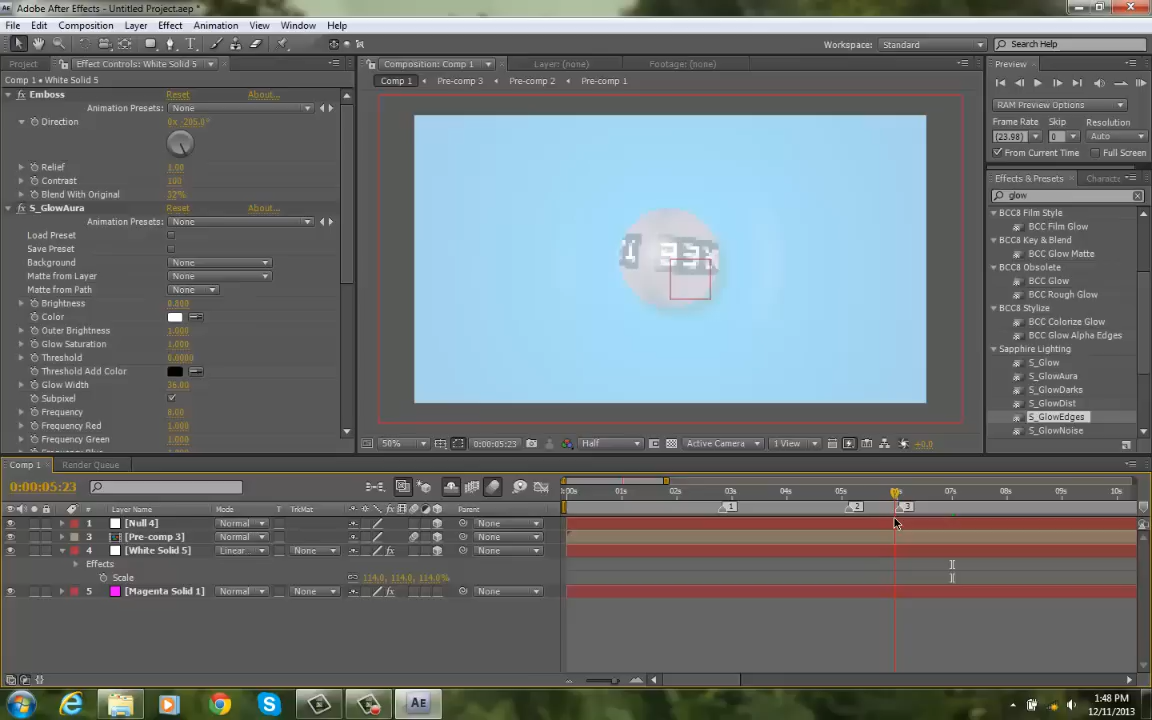 Adobe After Effects - Untitled Project.aep *
File Edit Composition Layer Effect Animation View Window Help
Workspace: Standard Search Help
Project Effect Controls: White Solid 5 Composition: Comp 1 Layer: (none) Footage: (none) Preview
Comp 1 • White Solid 5 Comp 1 Pre-comp 3 Pre-comp 2 Pre-comp 1
Emboss Reset About...
Animation Presets: None
Direction 0x -205.0°
Relief 1.00
Contrast 100
Blend With Original 32%
S_GlowAura Reset About...
Animation Presets: None
Load Preset
Save Preset
Background None
Matte from Layer None
Matte from Path None
Brightness 0.800
Color
Outer Brightness 1.000
Glow Saturation 1.000
Threshold 0.0000
Threshold Add Color
Glow Width 36.00
Subpixel
Frequency 8.00
Frequency Red 1.000
Frequency Green 1.000
RAM Preview Options
Frame Rate Skip Resolution
(23.98) 0 Auto
From Current Time Full Screen
Effects & Presets Characte
glow
BCC8 Film Style
BCC Film Glow
BCC8 Key & Blend
BCC Glow Matte
BCC8 Obsolete
BCC Glow
BCC Rough Glow
BCC8 Stylize
BCC Colorize Glow
BCC Glow Alpha Edges
Sapphire Lighting
S_Glow
S_GlowAura
S_GlowDarks
S_GlowDist
S_GlowEdges
S_GlowNoise
50% 0:00:05:23 Half Active Camera 1 View +0.0
Comp 1 Render Queue
0:00:05:23
:00s 01s 02s 03s 04s 05s 07s 08s 09s 10s
1 2 3
# Layer Name Mode T TrkMat Parent
1 [Null 4] Normal None
2 [Pre-comp 3] Normal None None
4 [White Solid 5] Linear None None
Effects
Scale 114.0, 114.0, 114.0%
5 [Magenta Solid 1] Normal None None
1:48 PM
12/11/2013